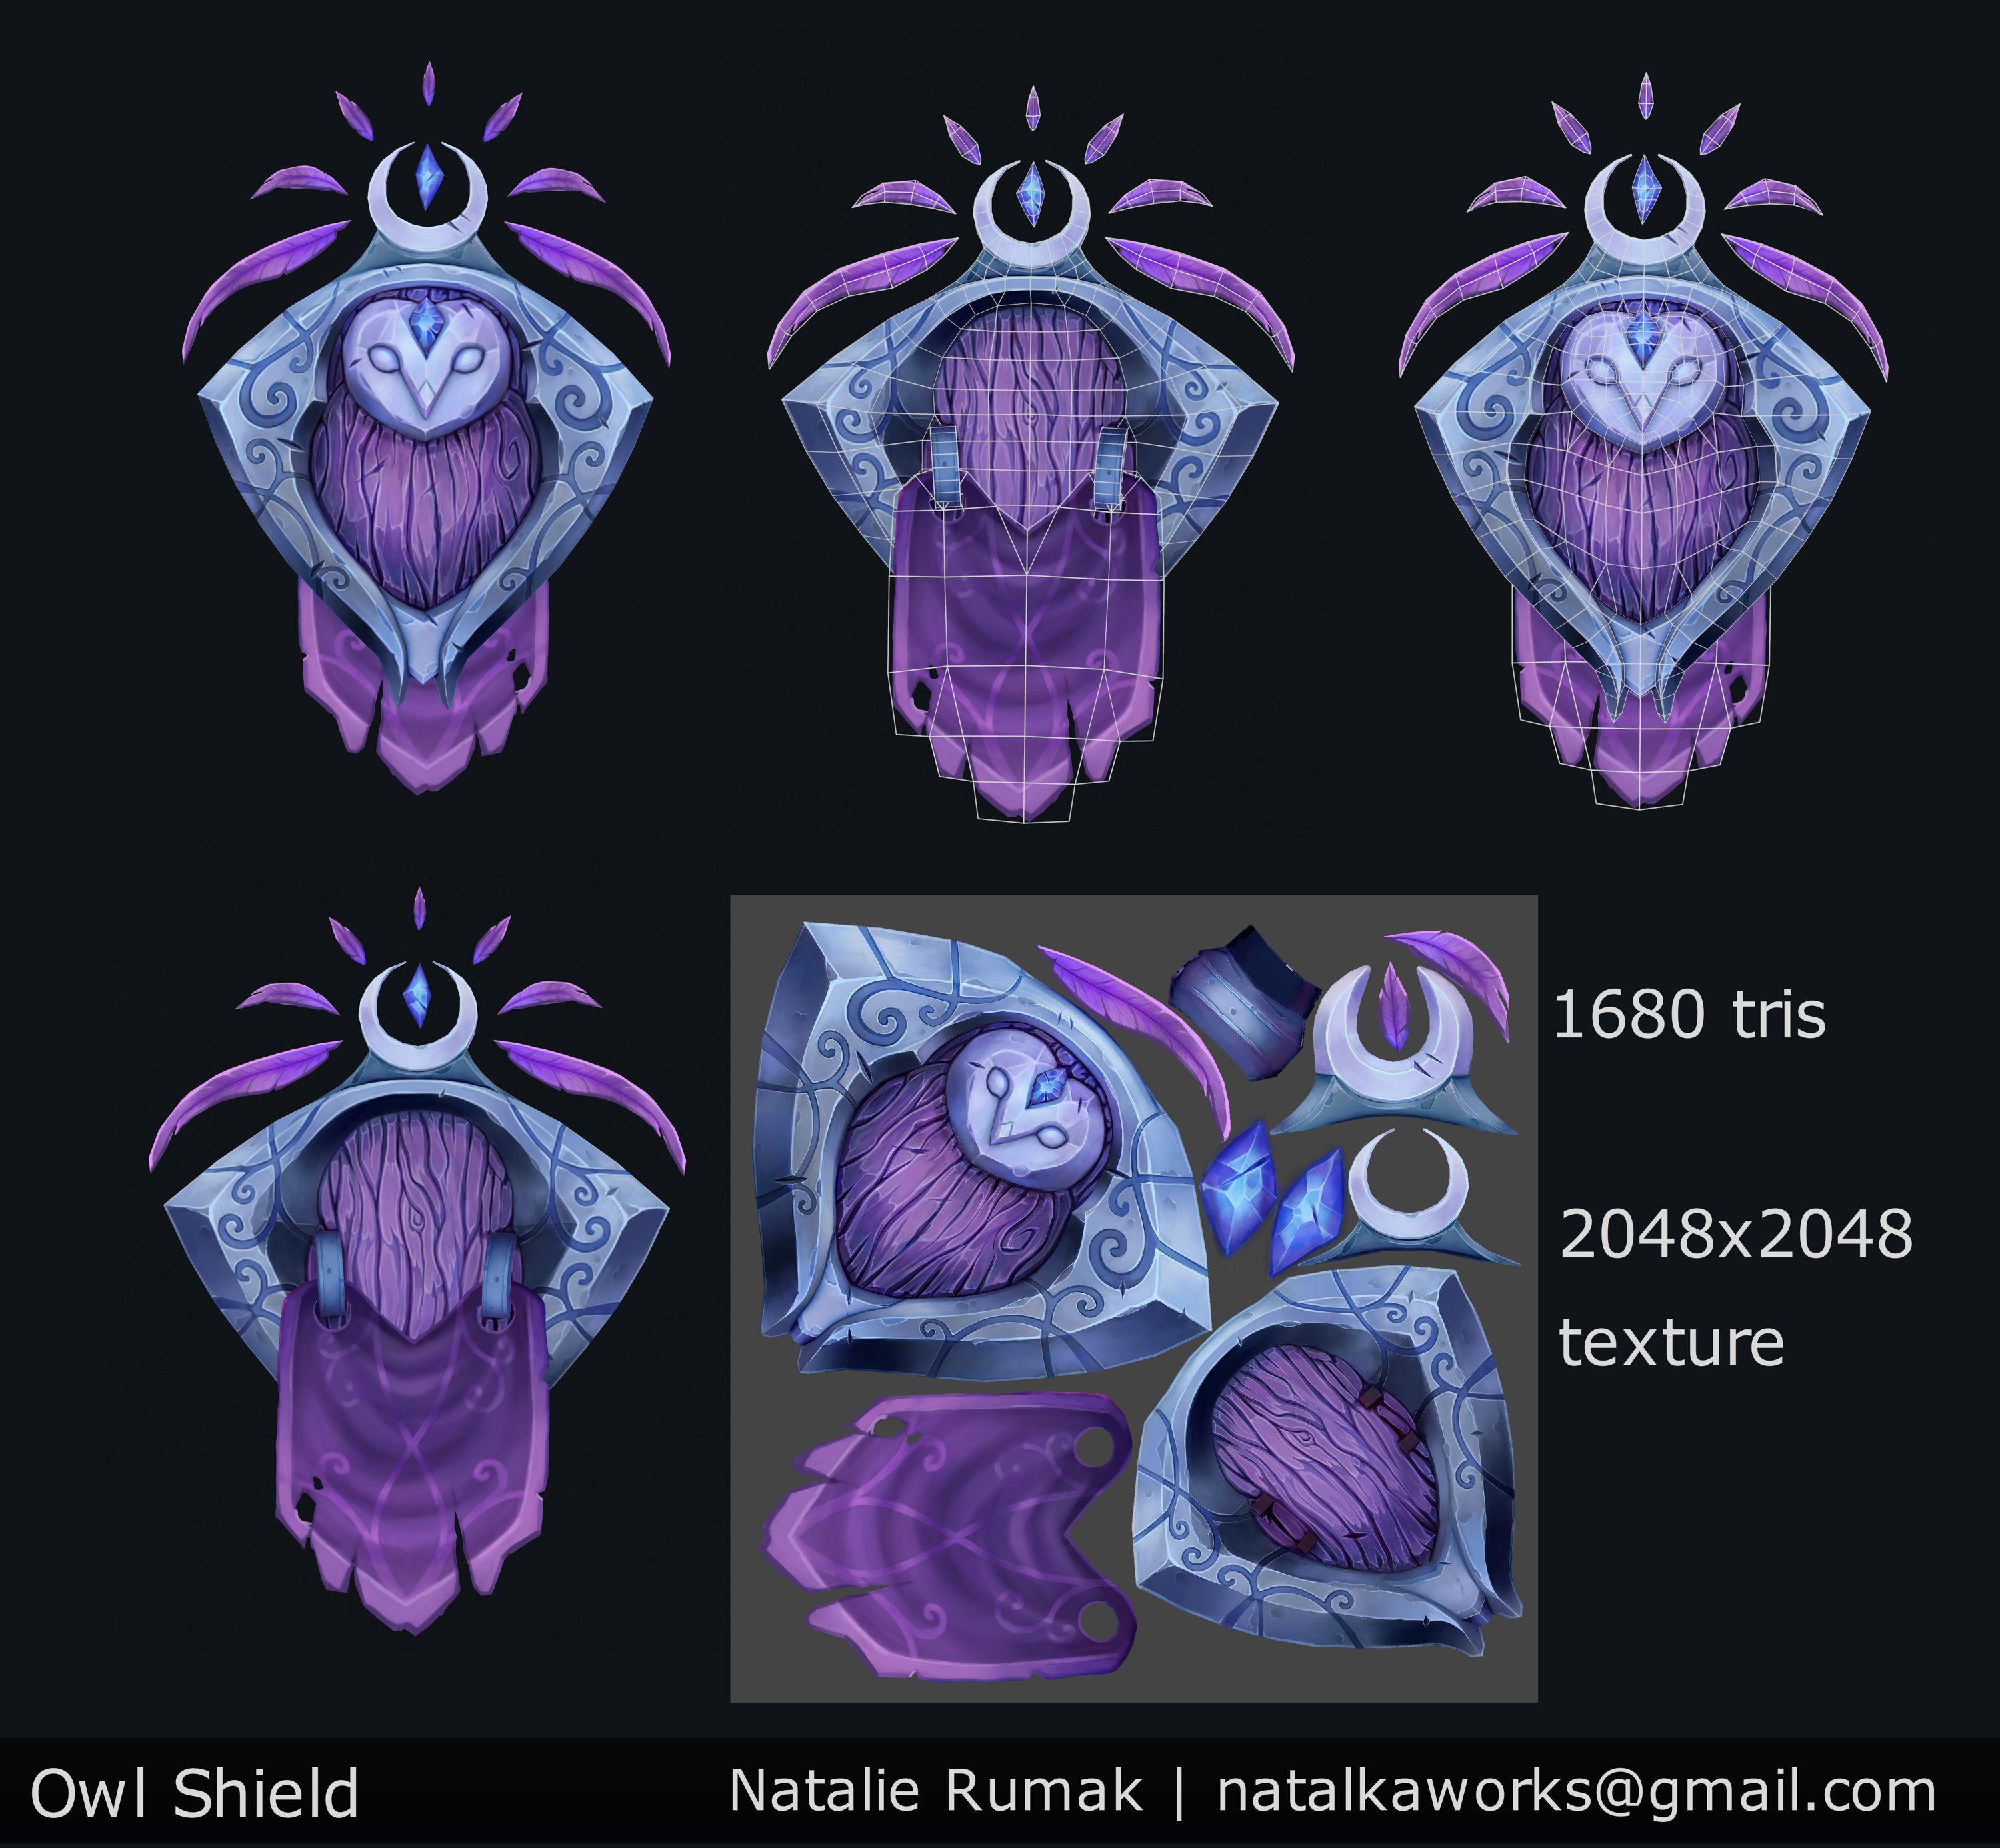 1680 tris
2048x2048
texture
Owl Shield
Natalie Rumak | natalkaworks@gmail.com